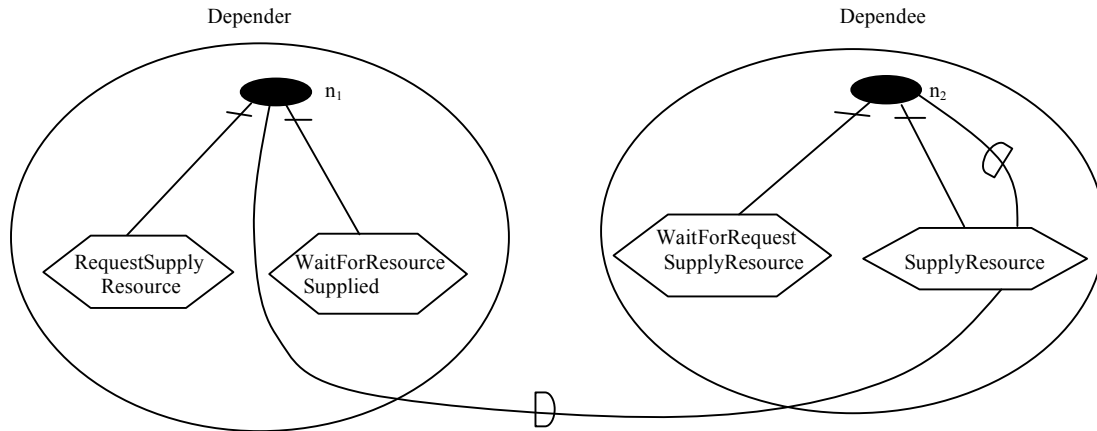 Depender
Dependee
n₁
n₂
RequestSupply
Resource
WaitForResource
Supplied
WaitForRequest
SupplyResource
SupplyResource